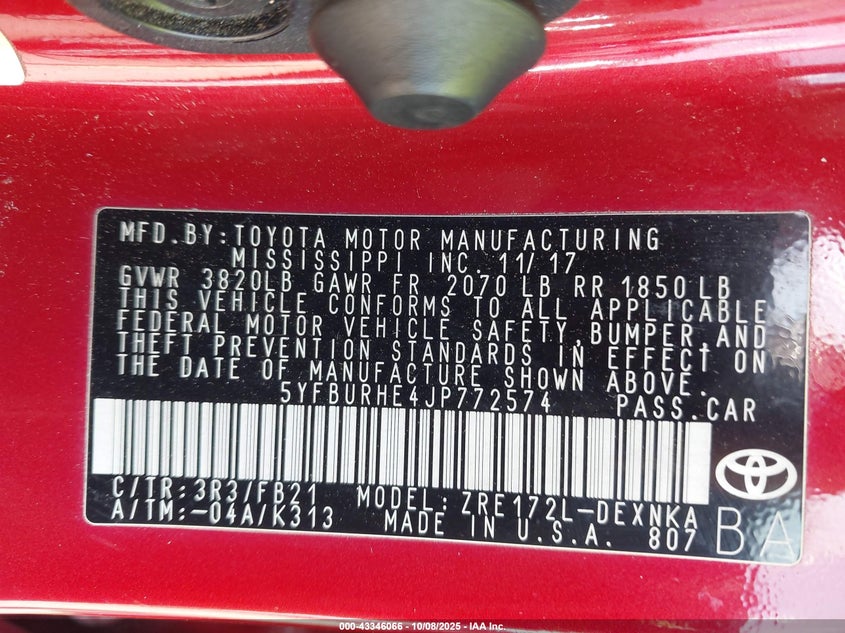 MFD.BY:TOYOTA MOTOR MANUFACTURING
MISSISSIPPI INC. 11/17
GVWR 3820LB GAWR FR 2070 LB RR 1850 LB
THIS VEHICLE CONFORMS TO ALL APPLICABLE
FEDERAL MOTOR VEHICLE SAFETY,BUMPER,AND
THEFT PREVENTION STANDARDS IN EFFECT ON
THE DATE OF MANUFACTURE SHOWN ABOVE.
5YFBURHE4JP772574 PASS.CAR
C/TR:3R3/FB21 MODEL:ZRE172L-DEXNKA
A/TM:-04A/K313 MADE IN U.S.A. 807 BA
000-43346066 - 10/08/2025 - IAA Inc.